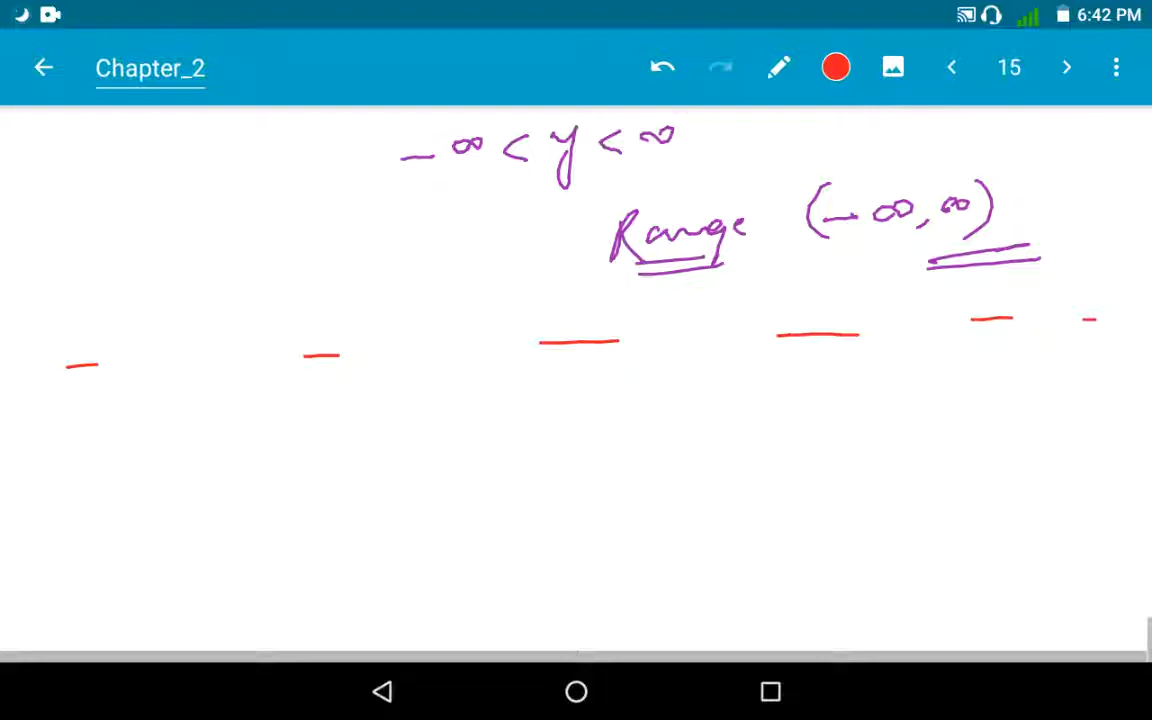 6:42 PM
Chapter_2 15
-∞ < y < ∞
Range (-∞, ∞)